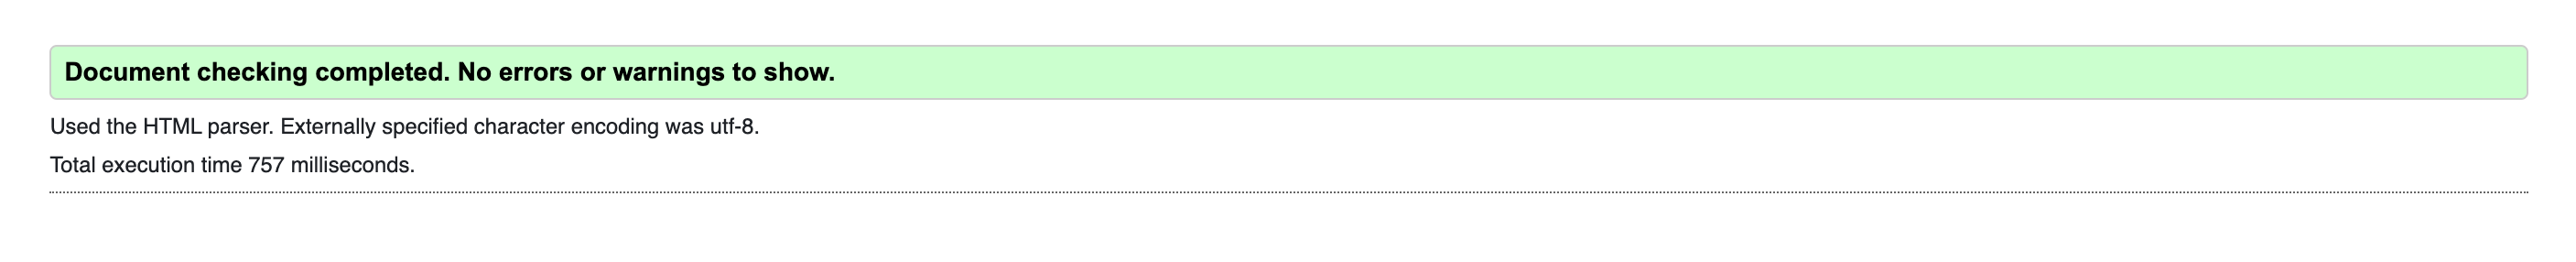 Document checking completed. No errors or warnings to show.
Used the HTML parser. Externally specified character encoding was utf-8.
Total execution time 757 milliseconds.